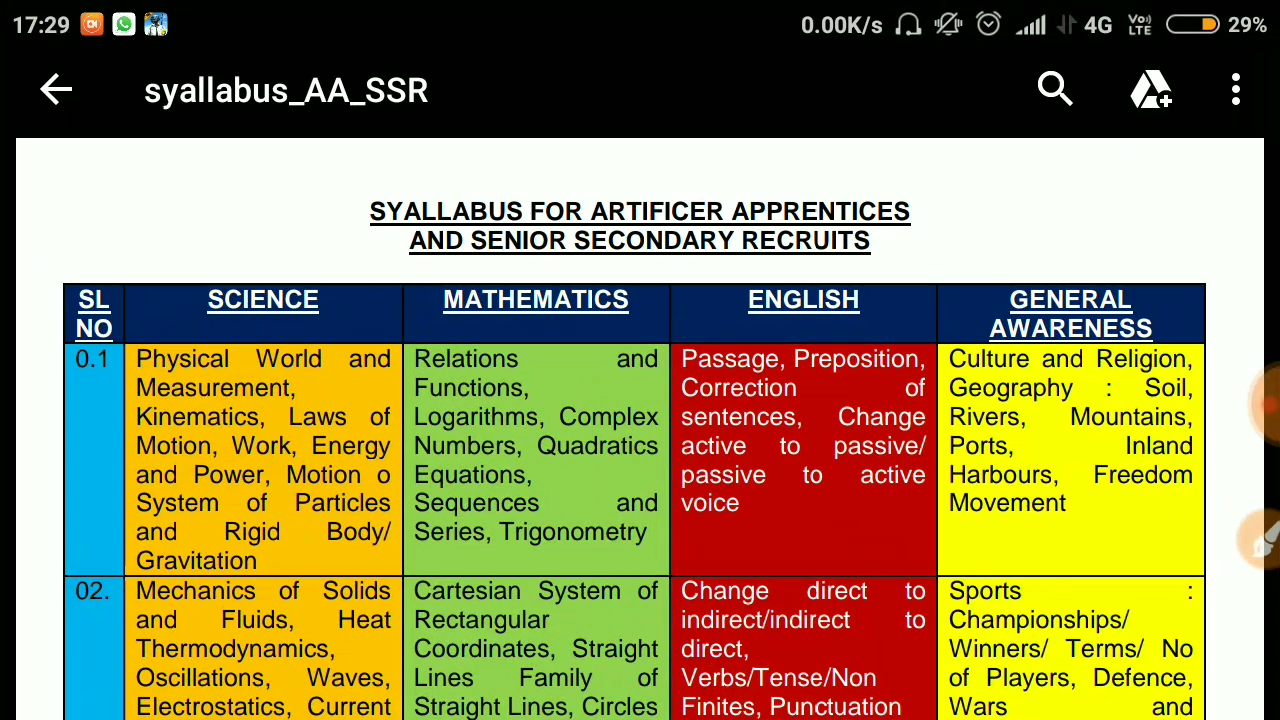 17:29
0.00K/s
4G
Vo))
LTE
29%
syallabus_AA_SSR
SYALLABUS FOR ARTIFICER APPRENTICES
AND SENIOR SECONDARY RECRUITS
SL
NO
SCIENCE
MATHEMATICS
ENGLISH
GENERAL
AWARENESS
0.1
Physical World and
Measurement,
Kinematics, Laws of
Motion, Work, Energy
and Power, Motion o
System of Particles
and Rigid Body/
Gravitation
Relations and
Functions,
Logarithms, Complex
Numbers, Quadratics
Equations,
Sequences and
Series, Trigonometry
Passage, Preposition,
Correction of
sentences, Change
active to passive/
passive to active
voice
Culture and Religion,
Geography : Soil,
Rivers, Mountains,
Ports, Inland
Harbours, Freedom
Movement
02.
Mechanics of Solids
and Fluids, Heat
Thermodynamics,
Oscillations, Waves,
Electrostatics, Current
Cartesian System of
Rectangular
Coordinates, Straight
Lines Family of
Straight Lines, Circles
Change direct to
indirect/indirect to
direct,
Verbs/Tense/Non
Finites, Punctuation
Sports :
Championships/
Winners/ Terms/ No
of Players, Defence,
Wars and